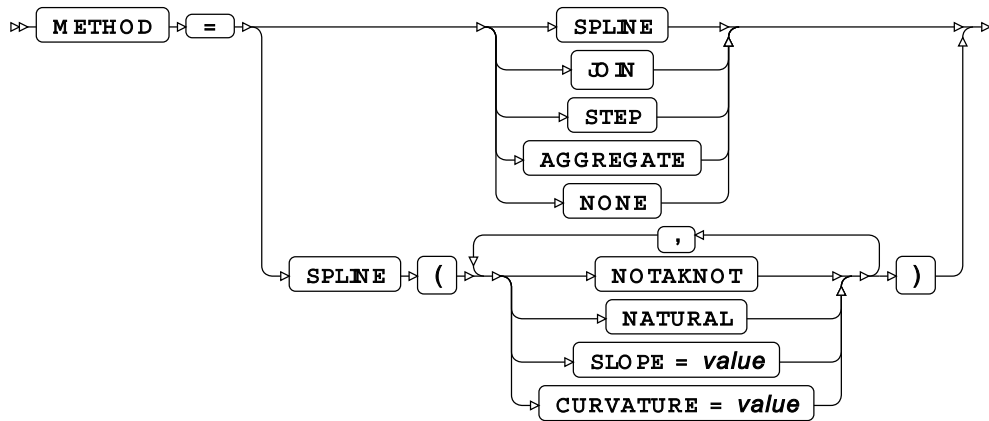 METHOD = SPLINE
JOIN
STEP
AGGREGATE
NONE
,
SPLINE ( NOTAKNOT )
NATURAL
SLOPE = value
CURVATURE = value